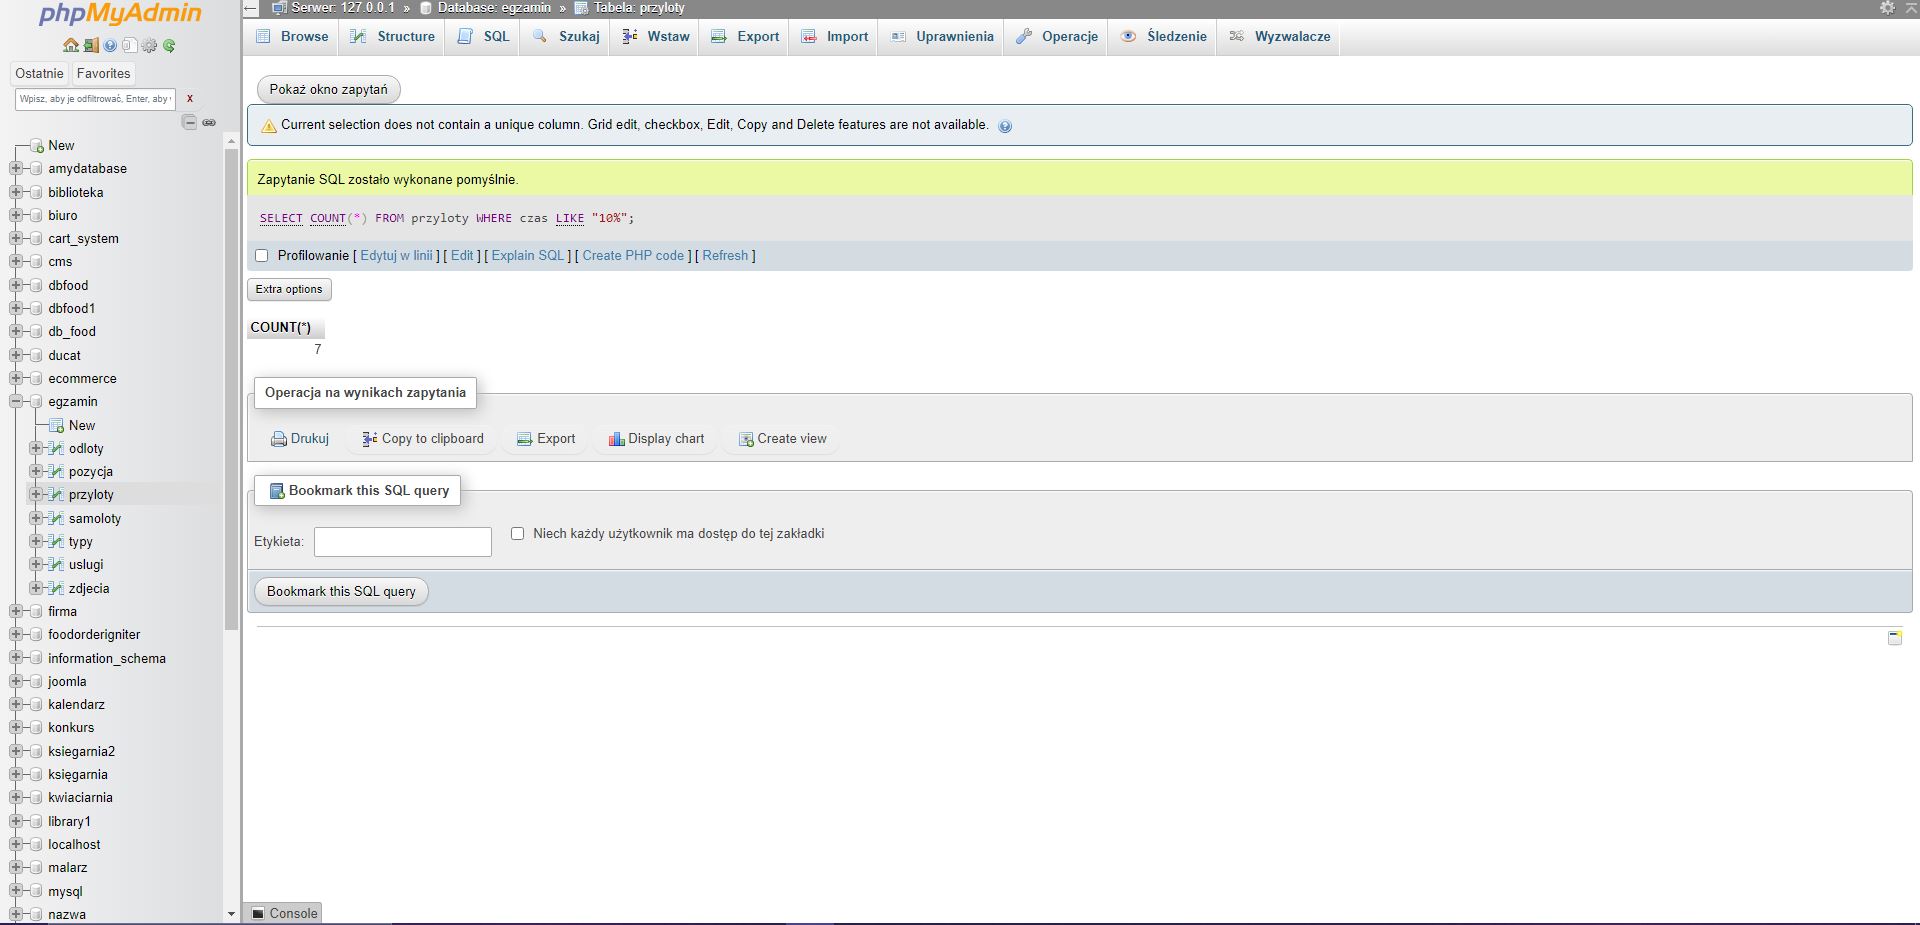 phpMyAdmin
Ostatnie Favorites
Wpisz, aby je odfiltrować, Enter, aby
x
New
amydatabase
biblioteka
biuro
cart_system
cms
dbfood
dbfood1
db_food
ducat
ecommerce
egzamin
New
odloty
pozycja
przyloty
samoloty
typy
uslugi
zdjecia
firma
foodorderigniter
information_schema
joomla
kalendarz
konkurs
ksiegarnia2
księgarnia
kwiaciarnia
library1
localhost
malarz
mysql
nazwa
Serwer: 127.0.0.1 » Database: egzamin » Tabela: przyloty
Browse Structure SQL Szukaj Wstaw Export Import Uprawnienia Operacje Śledzenie Wyzwalacze
Pokaż okno zapytań
Current selection does not contain a unique column. Grid edit, checkbox, Edit, Copy and Delete features are not available.
Zapytanie SQL zostało wykonane pomyślnie.
SELECT COUNT(*) FROM przyloty WHERE czas LIKE "10%";
Profilowanie [ Edytuj w linii ] [ Edit ] [ Explain SQL ] [ Create PHP code ] [ Refresh ]
Extra options
COUNT(*)
7
Operacja na wynikach zapytania
Drukuj Copy to clipboard Export Display chart Create view
Bookmark this SQL query
Etykieta: Niech każdy użytkownik ma dostęp do tej zakładki
Bookmark this SQL query
Console